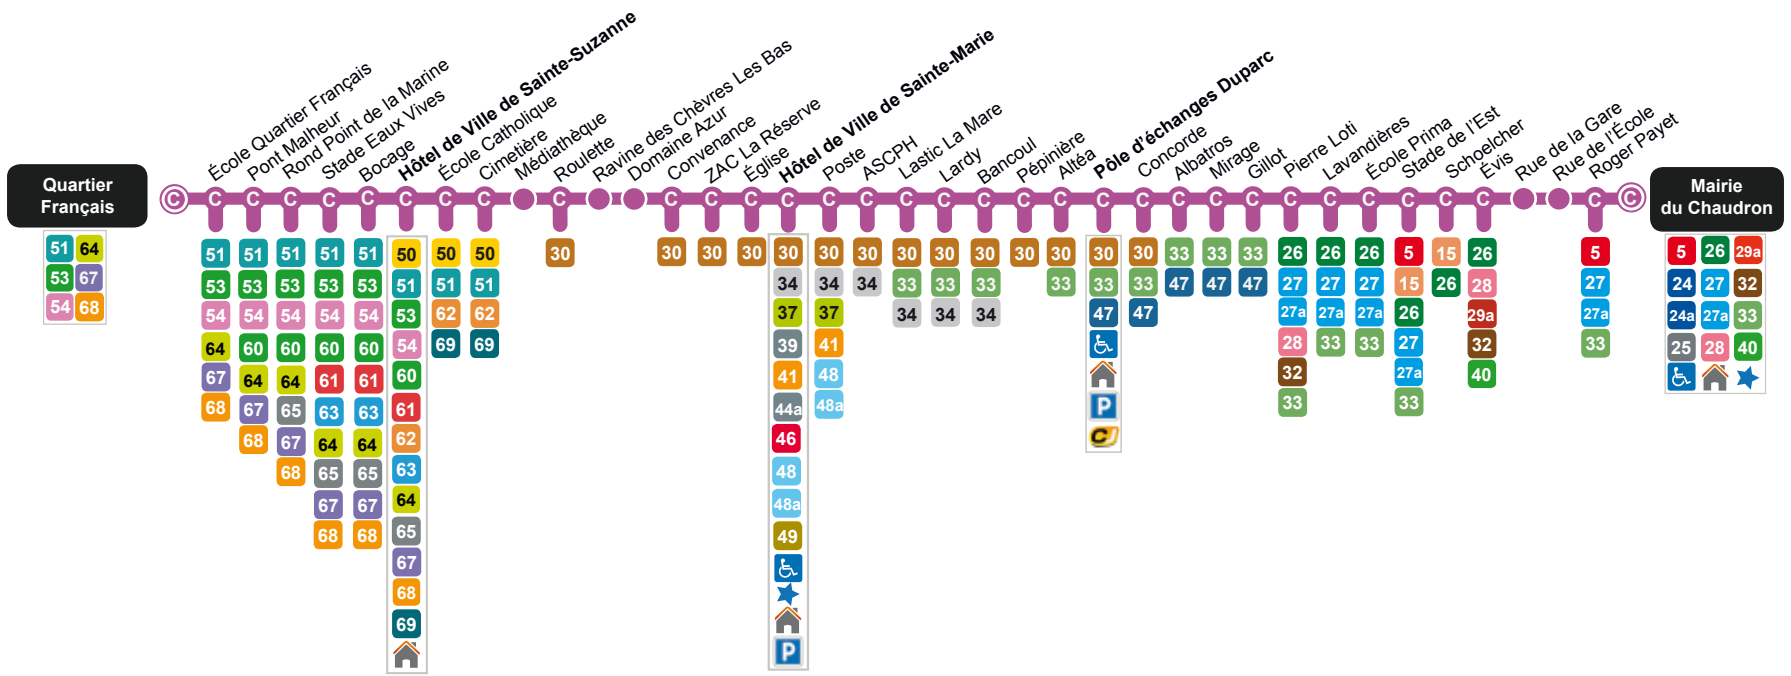 École Quartier Français
Pont Malheur
Rond Point de la Marine
Stade Eaux Vives
Bocage
Hôtel de Ville de Sainte-Suzanne
École Catholique
Cimetière
Médiathèque
Roulette
Ravine des Chèvres Les Bas
Domaine Azur
Convenance
ZAC La Réserve
Église
Hôtel de Ville de Sainte-Marie
Poste
ASCPH
Lastic La Mare
Lardy
Bancoul
Pépinière
Altéa
Pôle d'échanges Duparc
Concorde
Albatros
Mirage
Gillot
Pierre Loti
Lavandières
École Prima
Stade de l'Est
Schoelcher
Evis
Rue de la Gare
Rue de l'École
Roger Payet
Quartier
Français
C C C C C C C C C C C C C C C C C C C C C C C C C C C C C C C C C C
Mairie
du Chaudron
51 64
53 67
54 68
51 53 54 64 67 68
51 53 54 60 64 67 68
51 53 54 60 64 65 67 68
51 53 54 60 61 63 64 65 67 68
51 53 54 60 61 63 64 65 67 68
50 51 53 54 60 61 62 63 64 65 67 68 69
50 51 62 69
50 51 62 69
30
30
30
30
30 34 37 39 41 44a 46 48 48a 49 P
30 34 37 41 48 48a
30 34
30 33 34
30 33 34
30 33 34
30
30 33
30 33 47 P CJ
30 33 47
33 47
33 47
33 47
26 27 27a 28 32 33
26 27 27a 33
26 27 27a 33
5 15 26 27 27a 33
15 26
26 28 29a 32 40
5 27 27a 33
5 26 29a
24 27 32
24a 27a 33
25 28 40